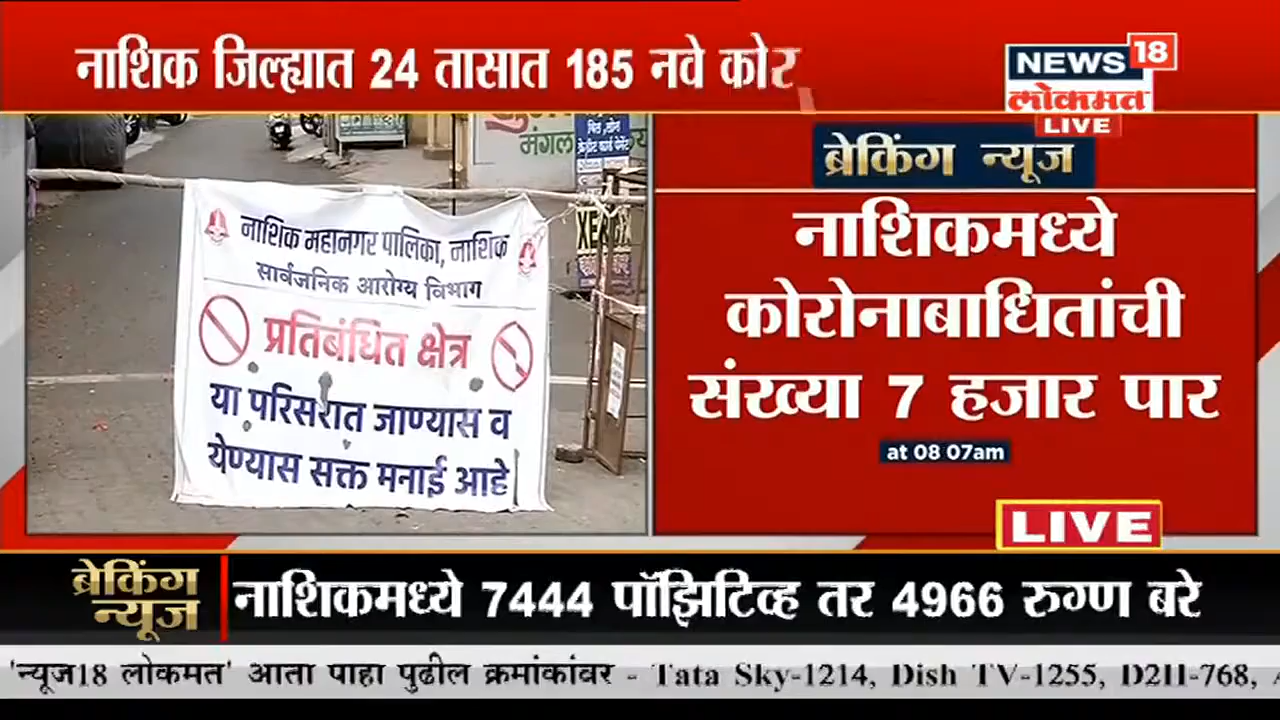 नाशिक जिल्ह्यात 24 तासात 185 नवे कोर
NEWS 18
लोकमत
LIVE
मंगल
XEROX
नाशिक महानगर पालिका, नाशिक
सार्वजनिक आरोग्य विभाग
प्रतिबंधित क्षेत्र
या परिसरात जाण्यास व
येण्यास सक्त मनाई आहे
ब्रेकिंग न्यूज
नाशिकमध्ये
कोरोनाबाधितांची
संख्या 7 हजार पार
at 08 07am
LIVE
ब्रेकिंग
न्यूज
नाशिकमध्ये 7444 पॉझिटिव्ह तर 4966 रुग्ण बरे
'न्यूज18 लोकमत' आता पाहा पुढील क्रमांकांवर - Tata Sky-1214, Dish TV-1255, D2H-768,